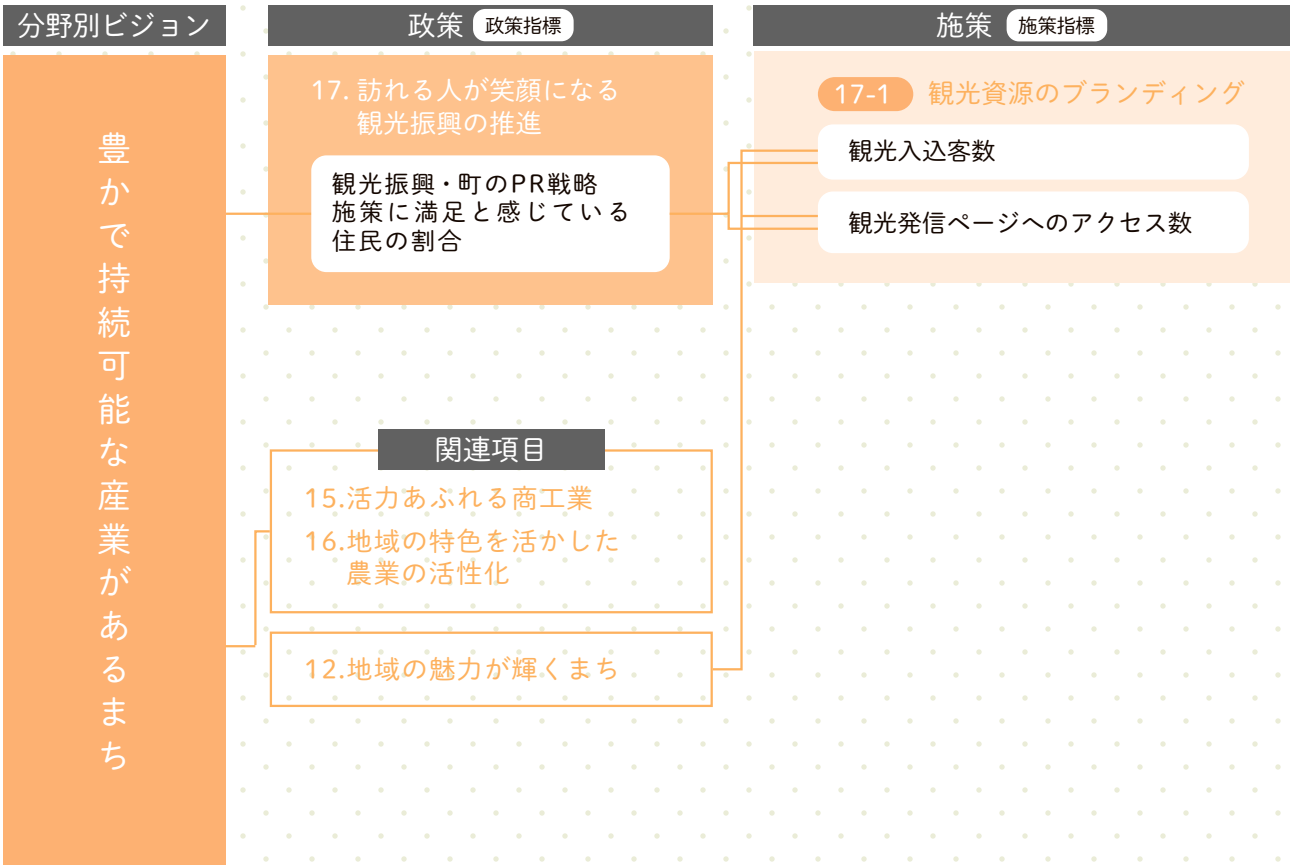 分野別ビジョン
政策 政策指標
施策 施策指標
豊かで持続可能な産業があるまち
17. 訪れる人が笑顔になる
観光振興の推進
観光振興・町のPR戦略
施策に満足と感じている
住民の割合
17-1 観光資源のブランディング
観光入込客数
観光発信ページへのアクセス数
関連項目
15.活力あふれる商工業
16.地域の特色を活かした
農業の活性化
12.地域の魅力が輝くまち